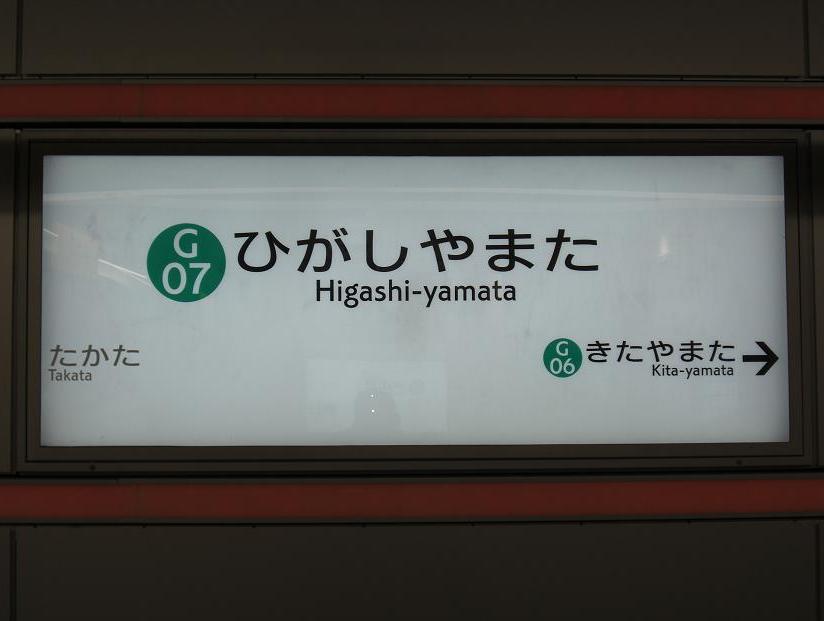 G
07
ひがしやまた
Higashi-yamata
たかた
Takata
G
06
きたやまた
Kita-yamata